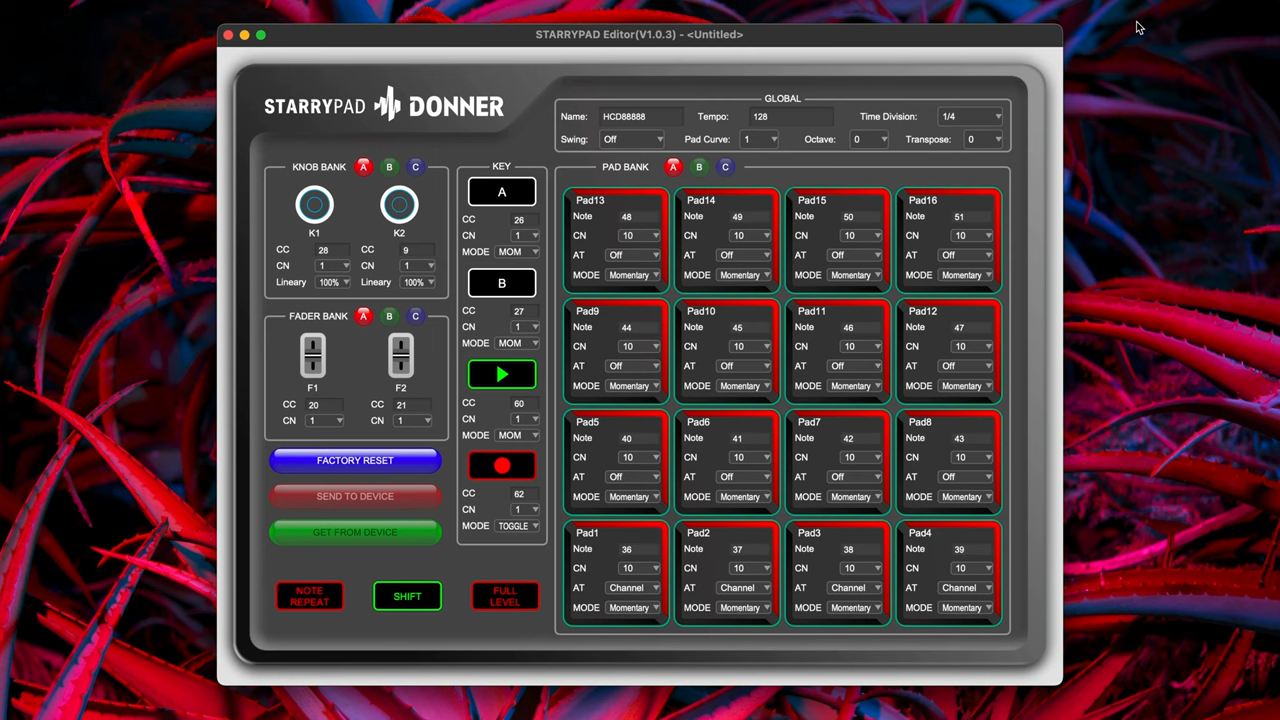 STARRYPAD Editor(V1.0.3) - <Untitled>
STARRYPAD DONNER
GLOBAL
Name: HCD88888 Tempo: 128 Time Division: 1/4
Swing: Off Pad Curve: 1 Octave: 0 Transpose: 0
KNOB BANK A B C
K1 K2
CC 28 CC 9
CN 1 CN 1
Lineary 100% Lineary 100%
FADER BANK A B C
F1 F2
CC 20 CC 21
CN 1 CN 1
FACTORY RESET
SEND TO DEVICE
GET FROM DEVICE
NOTE
REPEAT
SHIFT
FULL
LEVEL
KEY
A
CC 26
CN 1
MODE MOM
B
CC 27
CN 1
MODE MOM
CC 60
CN 1
MODE MOM
CC 62
CN 1
MODE TOGGLE
PAD BANK A B C
Pad13 Pad14 Pad15 Pad16
Note 48 Note 49 Note 50 Note 51
CN 10 CN 10 CN 10 CN 10
AT Off AT Off AT Off AT Off
MODE Momentary MODE Momentary MODE Momentary MODE Momentary
Pad9 Pad10 Pad11 Pad12
Note 44 Note 45 Note 46 Note 47
CN 10 CN 10 CN 10 CN 10
AT Off AT Off AT Off AT Off
MODE Momentary MODE Momentary MODE Momentary MODE Momentary
Pad5 Pad6 Pad7 Pad8
Note 40 Note 41 Note 42 Note 43
CN 10 CN 10 CN 10 CN 10
AT Off AT Off AT Off AT Off
MODE Momentary MODE Momentary MODE Momentary MODE Momentary
Pad1 Pad2 Pad3 Pad4
Note 36 Note 37 Note 38 Note 39
CN 10 CN 10 CN 10 CN 10
AT Channel AT Channel AT Channel AT Channel
MODE Momentary MODE Momentary MODE Momentary MODE Momentary